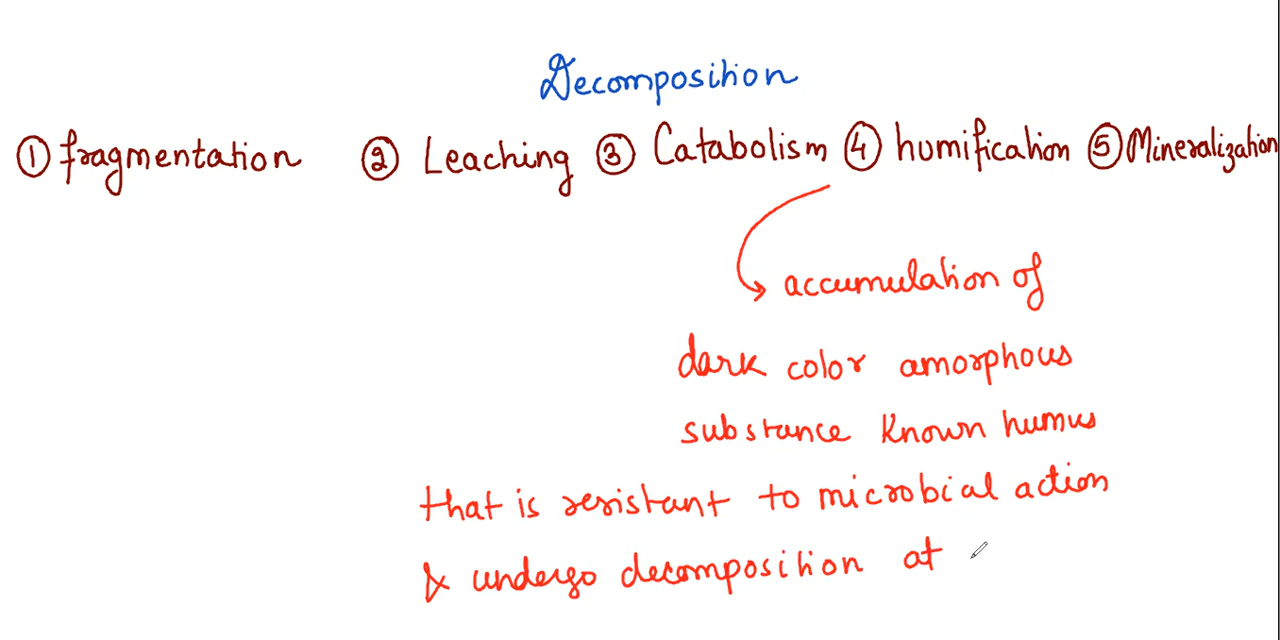 Decomposition
① fragmentation ② Leaching ③ Catabolism ④ humification ⑤ Mineralization
accumulation of
dark color amorphous
substance known humus
that is resistant to microbial action
& undergo decomposition at